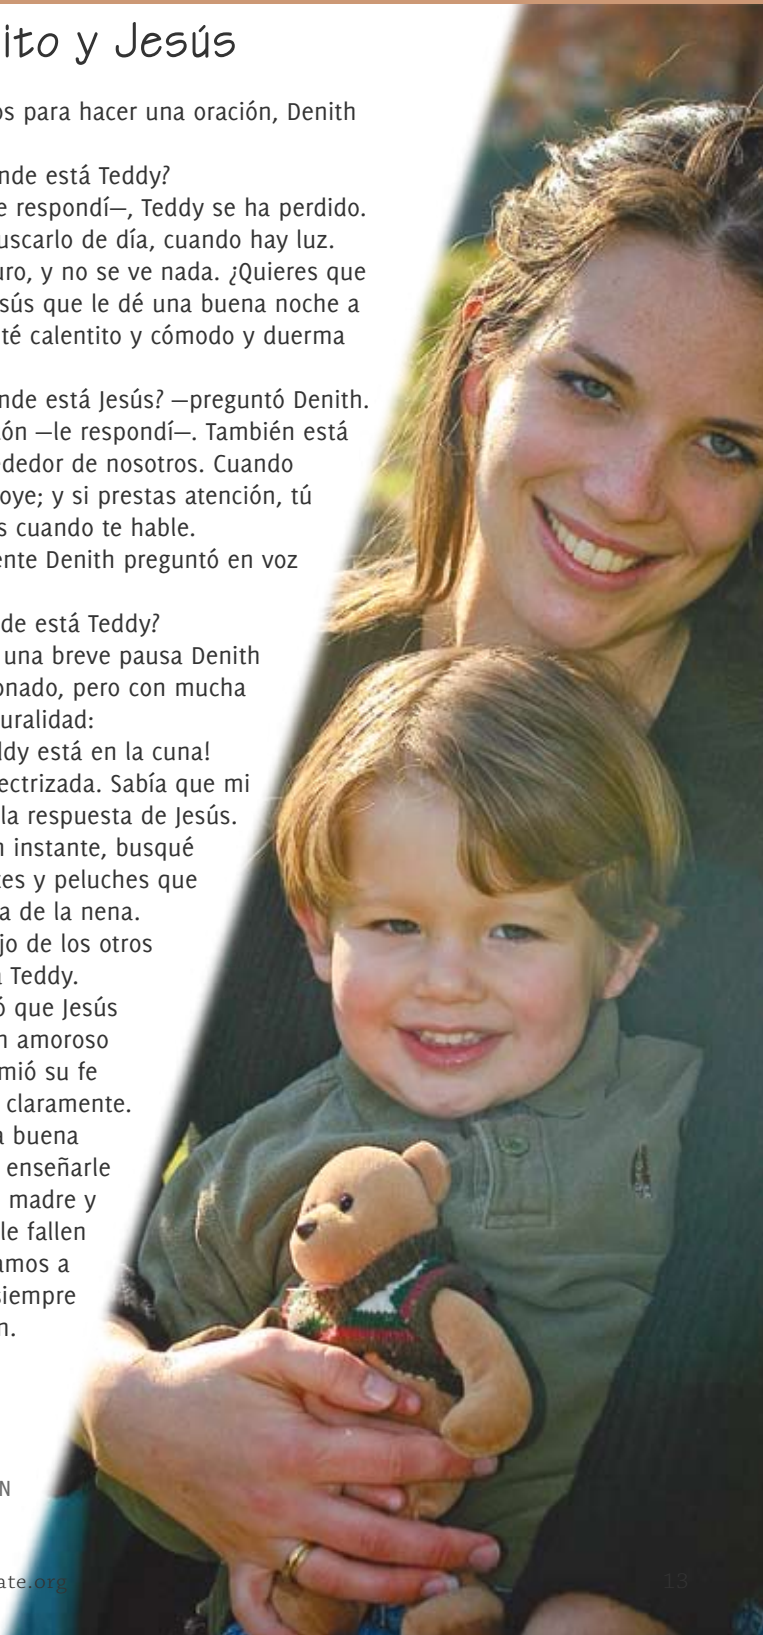 ito y Jesús
os para hacer una oración, Denith
nde está Teddy?
e respondí—, Teddy se ha perdido.
uscarlo de día, cuando hay luz.
uro, y no se ve nada. ¿Quieres que
sús que le dé una buena noche a
té calentito y cómodo y duerma
nde está Jesús? —preguntó Denith.
ón —le respondí—. También está
ededor de nosotros. Cuando
oye; y si prestas atención, tú
s cuando te hable.
ente Denith preguntó en voz
de está Teddy?
una breve pausa Denith
onado, pero con mucha
uralidad:
ddy está en la cuna!
ectrizada. Sabía que mi
la respuesta de Jesús.
n instante, busqué
tes y peluches que
a de la nena.
jo de los otros
a Teddy.
ó que Jesús
n amoroso
mió su fe
claramente.
a buena
enseñarle
madre y
le fallen
amos a
siempre
n.
N
ate.org
13